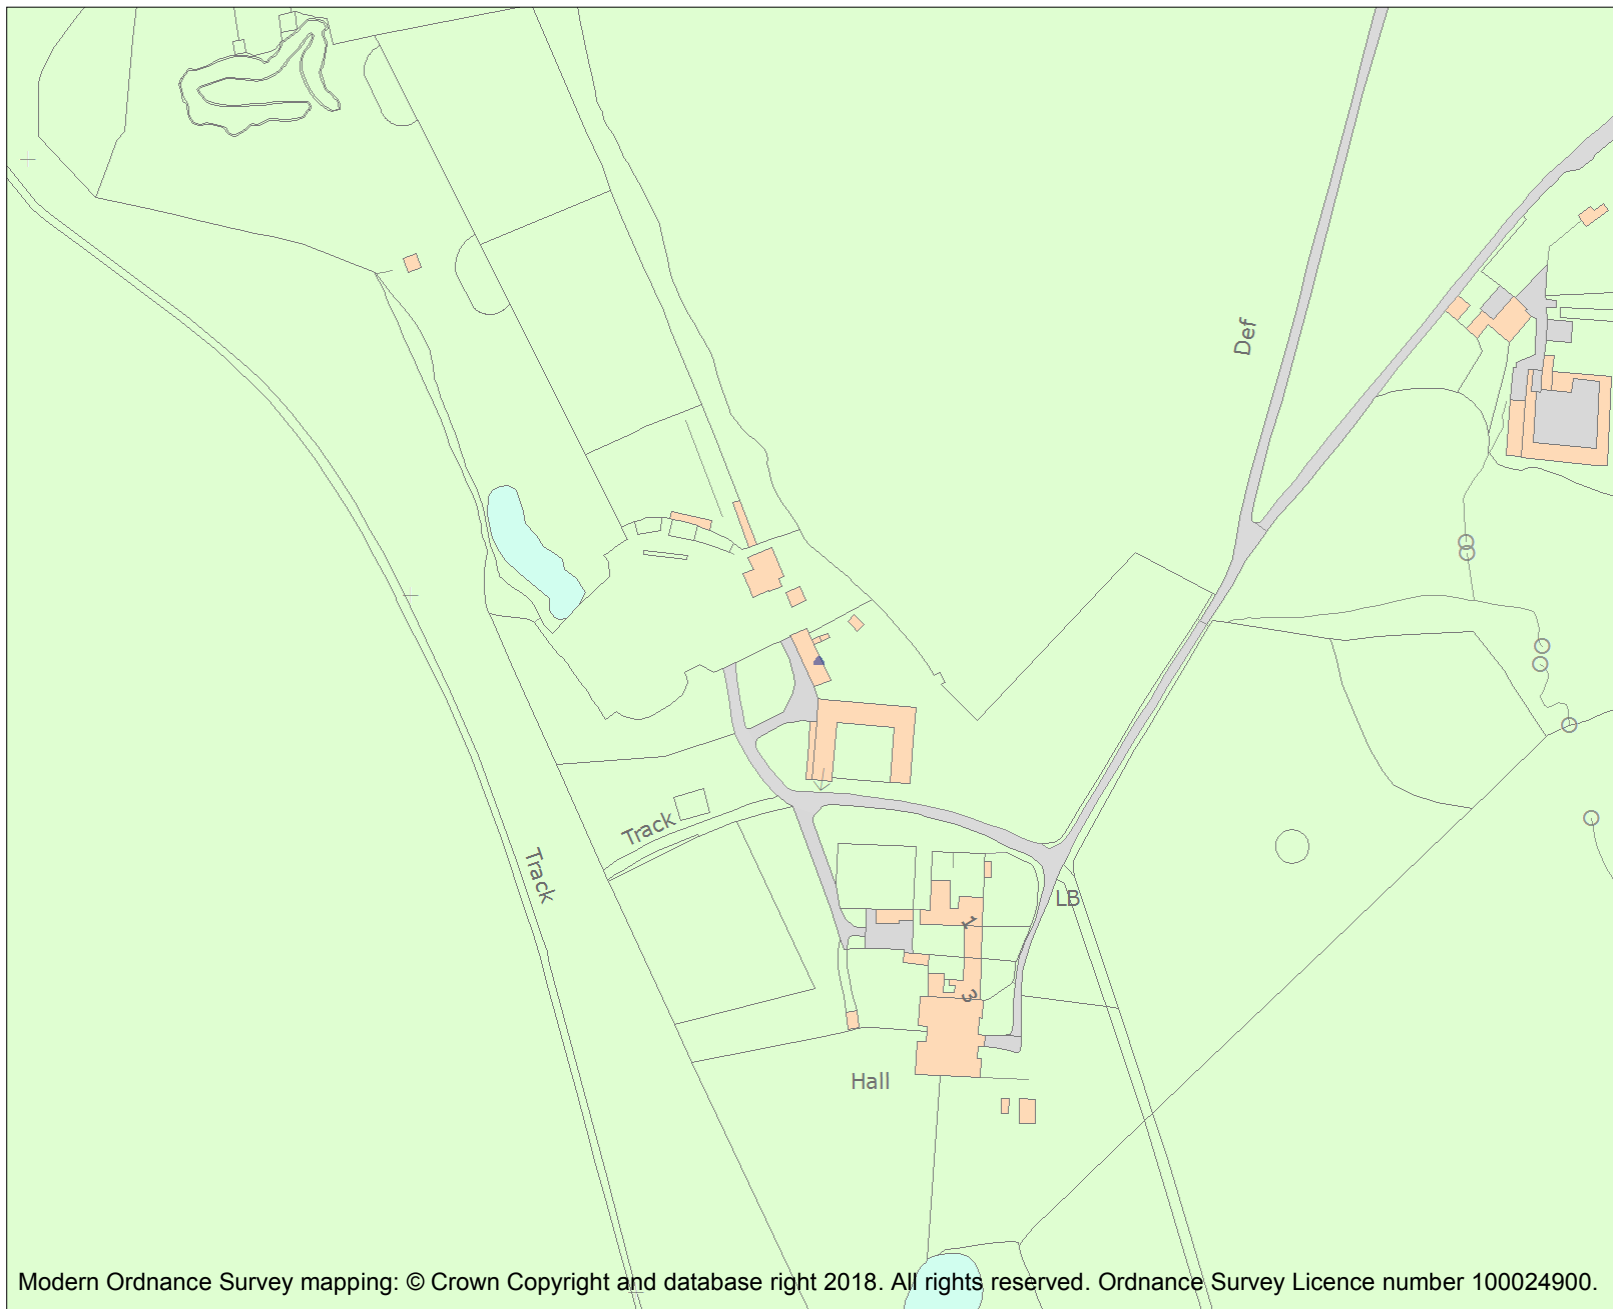 Def
Track
Track
LB
1
3
Hall
Modern Ordnance Survey mapping: © Crown Copyright and database right 2018. All rights reserved. Ordnance Survey Licence number 100024900.